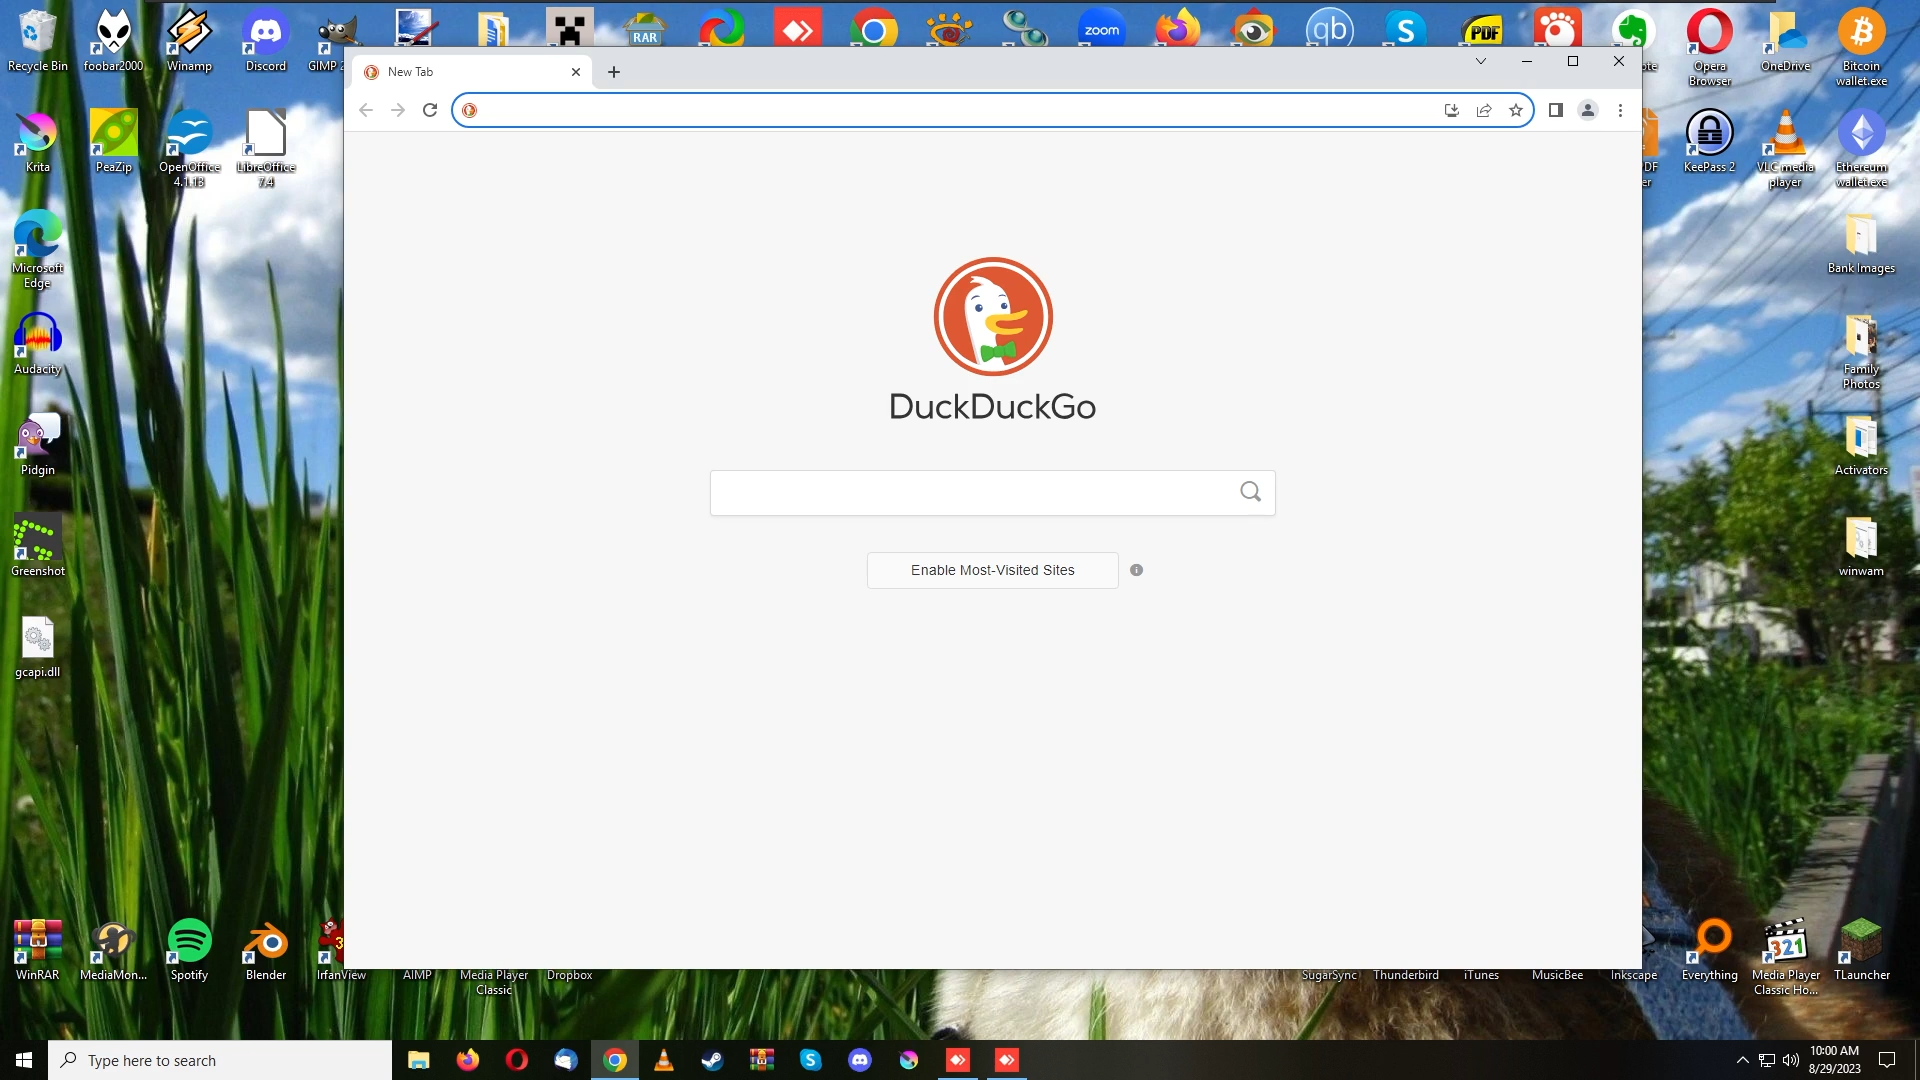 RAR
zoom
qb
S
PDF
Recycle Bin
foobar2000
Winamp
Discord
GIMP 2
Opera
Browser
OneDrive
Bitcoin
wallet.exe
New Tab
Krita
PeaZip
OpenOffice
4.1.13
LibreOffice
7.4
KeePass 2
VLC media
player
Ethereum
wallet.exe
Microsoft
Edge
Bank Images
DuckDuckGo
Audacity
Family
Photos
Pidgin
Activators
Enable Most-Visited Sites
Greenshot
winwam
gcapi.dll
321
WinRAR
MediaMon...
Spotify
Blender
IrfanView
AIMP
Media Player
Classic
Dropbox
SugarSync
Thunderbird
iTunes
MusicBee
Inkscape
Everything
Media Player
Classic Ho...
TLauncher
Type here to search
10:00 AM
8/29/2023